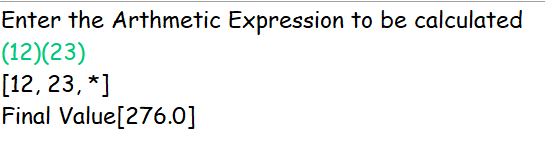 Enter the Arthmetic Expression to be calculated
(12)(23)
[12, 23, *]
Final Value[276.0]